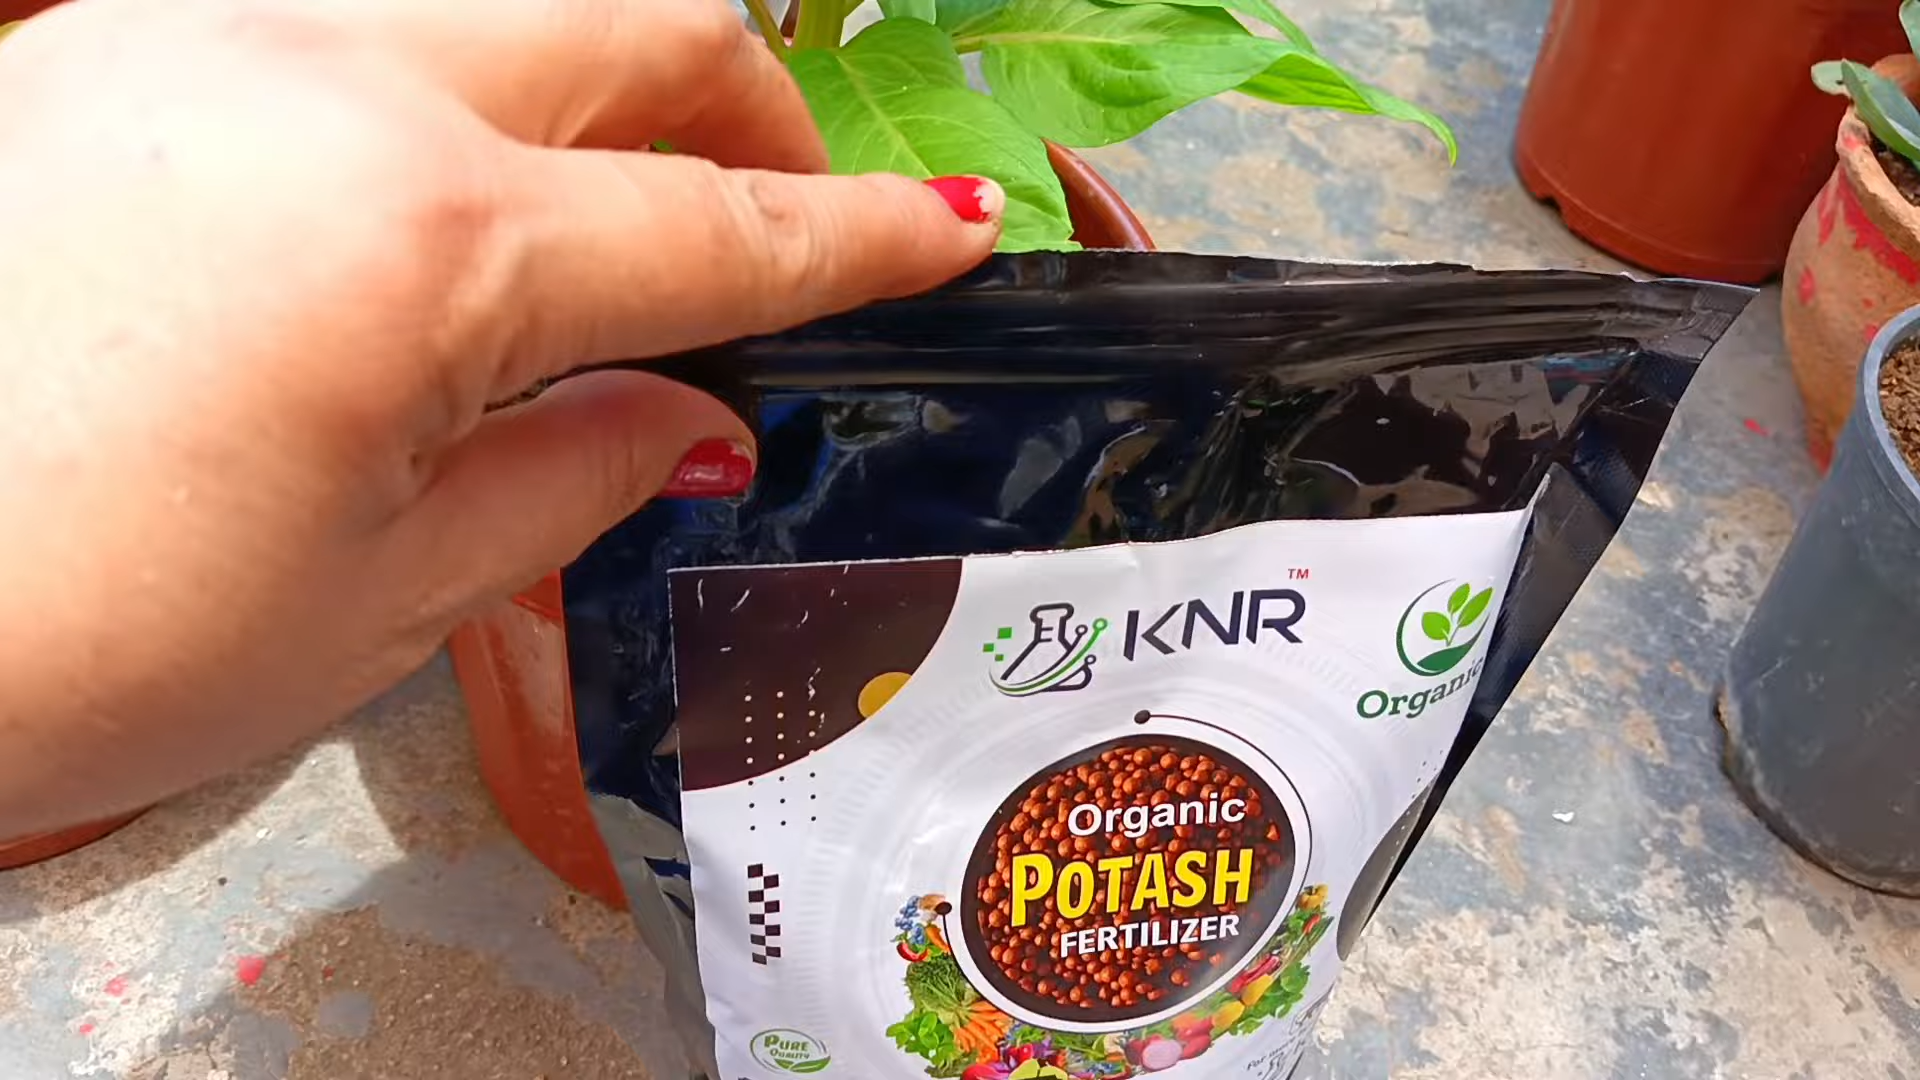 KNR™
Organic
Organic
POTASH
FERTILIZER
PURE
QUALITY